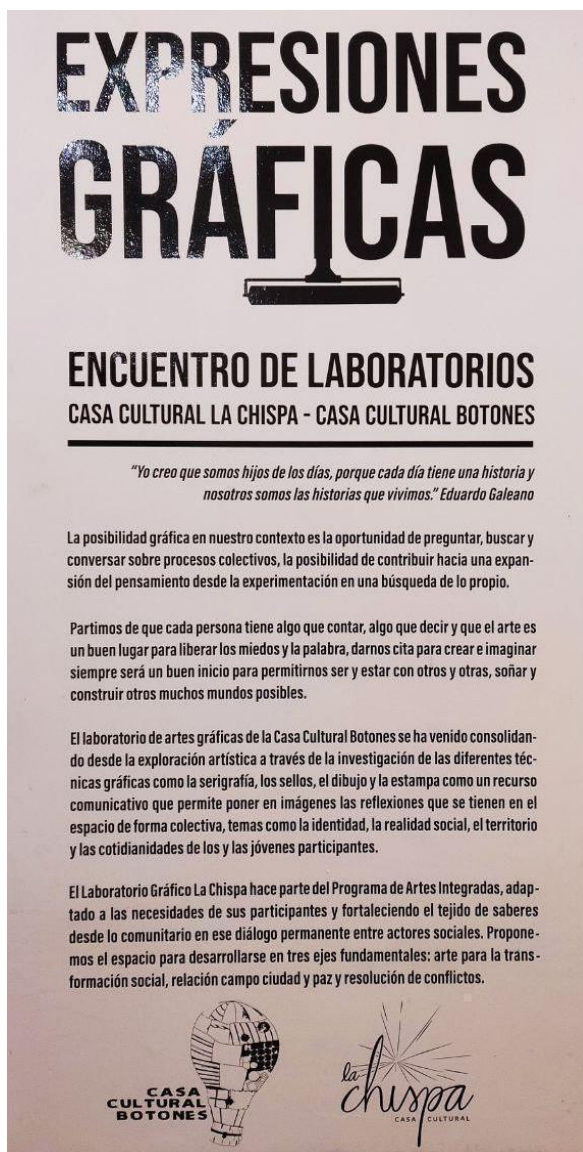 EXPRESIONES
GRÁFICAS
ENCUENTRO DE LABORATORIOS
CASA CULTURAL LA CHISPA - CASA CULTURAL BOTONES
“Yo creo que somos hijos de los días, porque cada día tiene una historia y
nosotros somos las historias que vivimos.” Eduardo Galeano
La posibilidad gráfica en nuestro contexto es la oportunidad de preguntar, buscar y
conversar sobre procesos colectivos, la posibilidad de contribuir hacia una expan-
sión del pensamiento desde la experimentación en una búsqueda de lo propio.
Partimos de que cada persona tiene algo que contar, algo que decir y que el arte es
un buen lugar para liberar los miedos y la palabra, darnos cita para crear e imaginar
siempre será un buen inicio para permitirnos ser y estar con otros y otras, soñar y
construir otros muchos mundos posibles.
El laboratorio de artes gráficas de la Casa Cultural Botones se ha venido consolidan-
do desde la exploración artística a través de la investigación de las diferentes téc-
nicas gráficas como la serigrafía, los sellos, el dibujo y la estampa como un recurso
comunicativo que permite poner en imágenes las reflexiones que se tienen en el
espacio de forma colectiva, temas como la identidad, la realidad social, el territorio
y las cotidianidades de los y las jóvenes participantes.
El Laboratorio Gráfico La Chispa hace parte del Programa de Artes Integradas, adap-
tado a las necesidades de sus participantes y fortaleciendo el tejido de saberes
desde lo comunitario en ese diálogo permanente entre actores sociales. Propone-
mos el espacio para desarrollarse en tres ejes fundamentales: arte para la trans-
formación social, relación campo ciudad y paz y resolución de conflictos.
CASA
CULTURAL
BOTONES
la
chispa
CASA CULTURAL